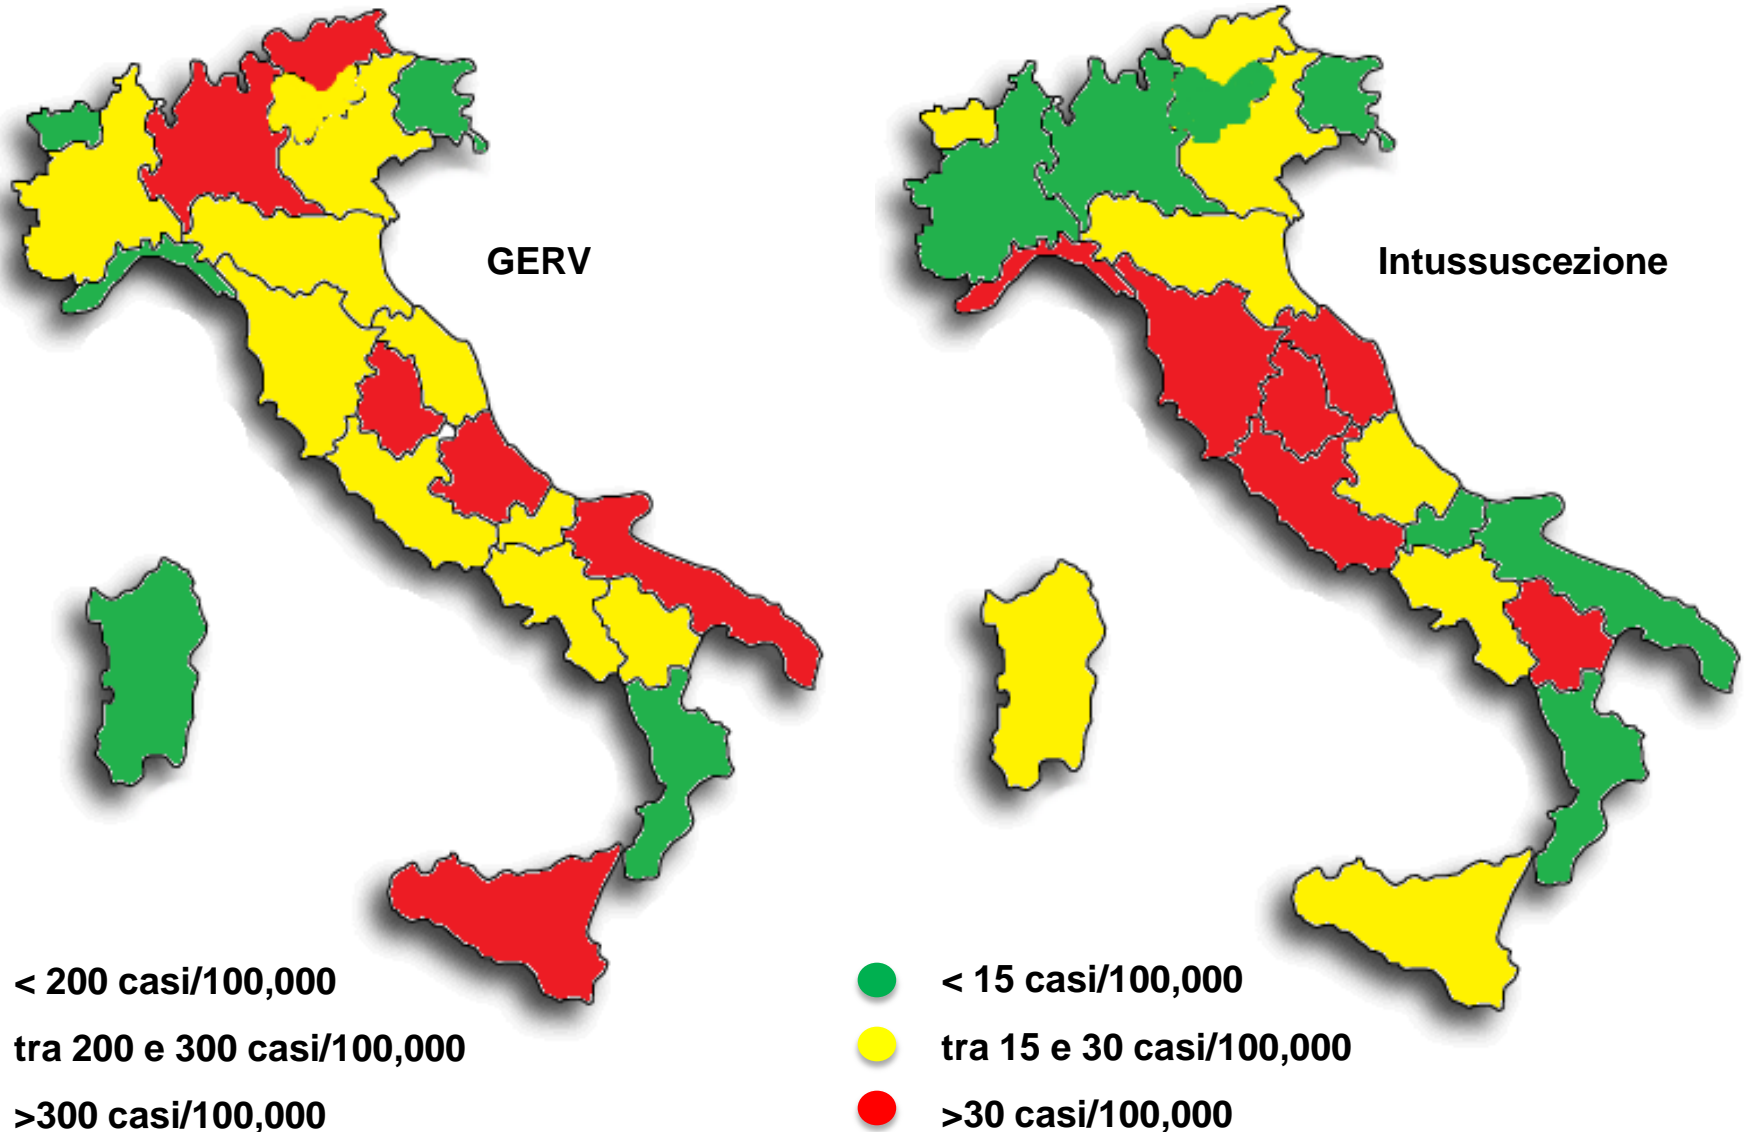 GERV
Intussuscezione
< 200 casi/100,000
tra 200 e 300 casi/100,000
>300 casi/100,000
< 15 casi/100,000
tra 15 e 30 casi/100,000
>30 casi/100,000